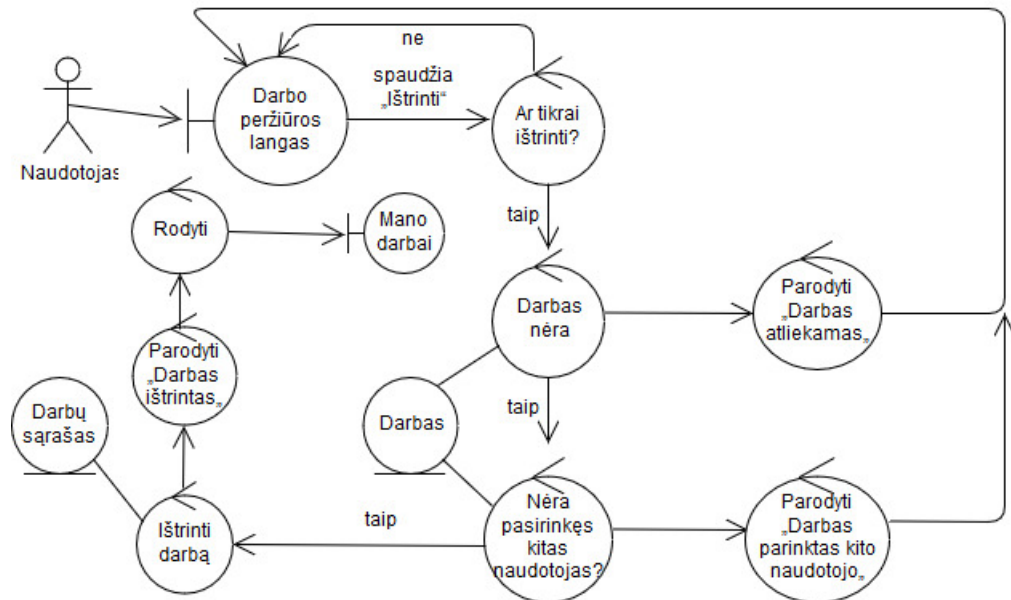 ne
spaudžia
„Ištrinti“
Darbo
peržiūros
langas
Ar tikrai
ištrinti?
Naudotojas
taip
Rodyti
Mano
darbai
Darbas
nėra
Parodyti
„Darbas
atliekamas„
Parodyti
„Darbas
ištrintas„
taip
Darbų
sąrašas
Darbas
Nėra
pasirinkęs
kitas
naudotojas?
Parodyti
„Darbas
parinktas kito
naudotojo„
taip
Ištrinti
darbą